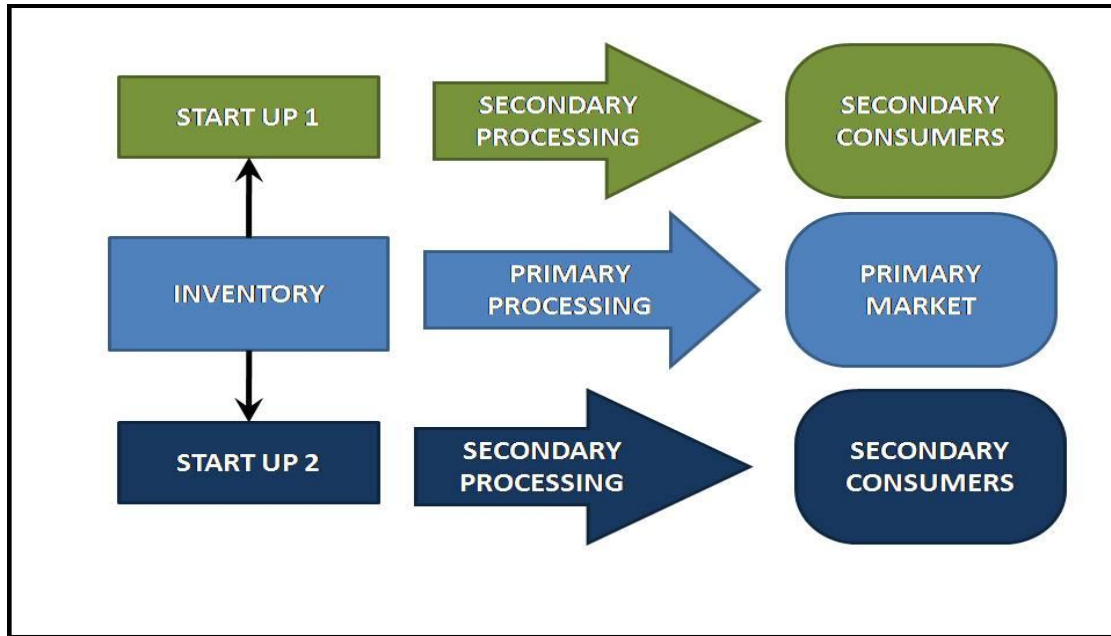 START UP 1
SECONDARY
PROCESSING
SECONDARY
CONSUMERS
INVENTORY
PRIMARY
PROCESSING
PRIMARY
MARKET
START UP 2
SECONDARY
PROCESSING
SECONDARY
CONSUMERS